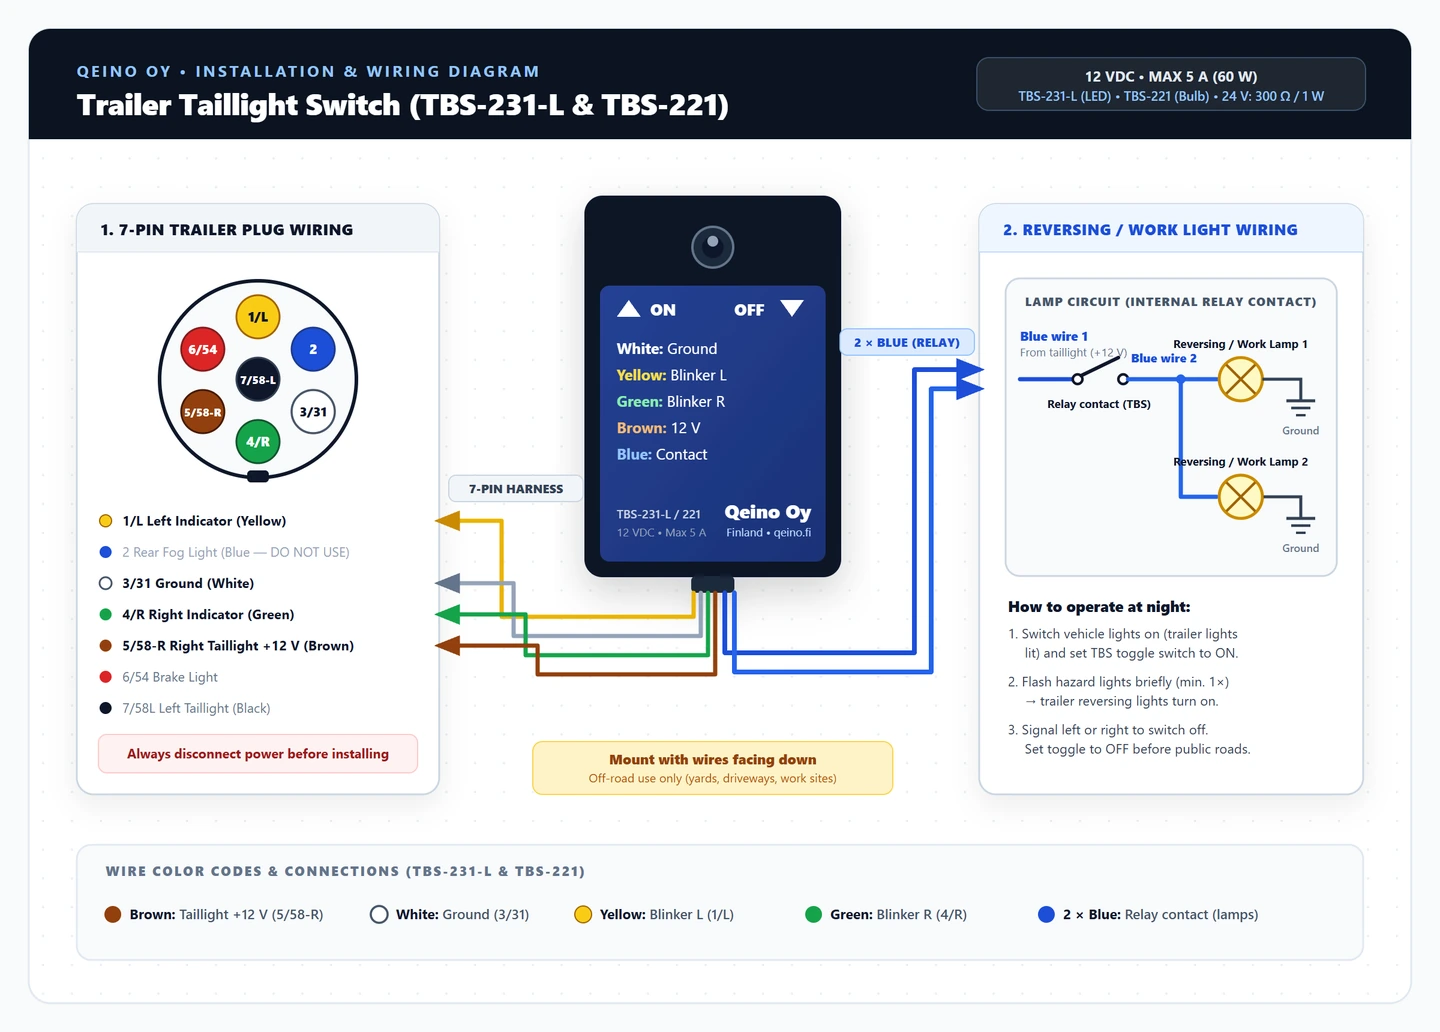 QEINO OY • INSTALLATION & WIRING DIAGRAM
Trailer Taillight Switch (TBS-231-L & TBS-221)
12 VDC • MAX 5 A (60 W)
TBS-231-L (LED) • TBS-221 (Bulb) • 24 V: 300 Ω / 1 W
1. 7-PIN TRAILER PLUG WIRING
1/L
6/54
2
7/58-L
5/58-R
3/31
4/R
1/L Left Indicator (Yellow)
2 Rear Fog Light (Blue — DO NOT USE)
3/31 Ground (White)
4/R Right Indicator (Green)
5/58-R Right Taillight +12 V (Brown)
6/54 Brake Light
7/58L Left Taillight (Black)
Always disconnect power before installing
7-PIN HARNESS
ON OFF
White: Ground
Yellow: Blinker L
Green: Blinker R
Brown: 12 V
Blue: Contact
TBS-231-L / 221
12 VDC • Max 5 A
Qeino Oy
Finland • qeino.fi
2 × BLUE (RELAY)
Mount with wires facing down
Off-road use only (yards, driveways, work sites)
2. REVERSING / WORK LIGHT WIRING
LAMP CIRCUIT (INTERNAL RELAY CONTACT)
Blue wire 1
From taillight (+12 V)
Blue wire 2
Reversing / Work Lamp 1
Relay contact (TBS)
Ground
Reversing / Work Lamp 2
Ground
How to operate at night:
1. Switch vehicle lights on (trailer lights
lit) and set TBS toggle switch to ON.
2. Flash hazard lights briefly (min. 1×)
→ trailer reversing lights turn on.
3. Signal left or right to switch off.
Set toggle to OFF before public roads.
WIRE COLOR CODES & CONNECTIONS (TBS-231-L & TBS-221)
Brown: Taillight +12 V (5/58-R)
White: Ground (3/31)
Yellow: Blinker L (1/L)
Green: Blinker R (4/R)
2 × Blue: Relay contact (lamps)